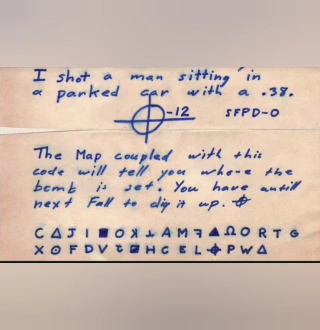 I shot a man sitting in
a parked car with a .38.
-12 SFPD-0
The Map coupled with this
code will tell you whe-e the
bomb is set. You have untill
next Fall to dig it up. ⌖
C Δ J I ■ O ʞ ⅄ A M ꟻ ▲ Ω O R T G
X ⊙ F D V ⌖ H C E L ⌖ P W Δ